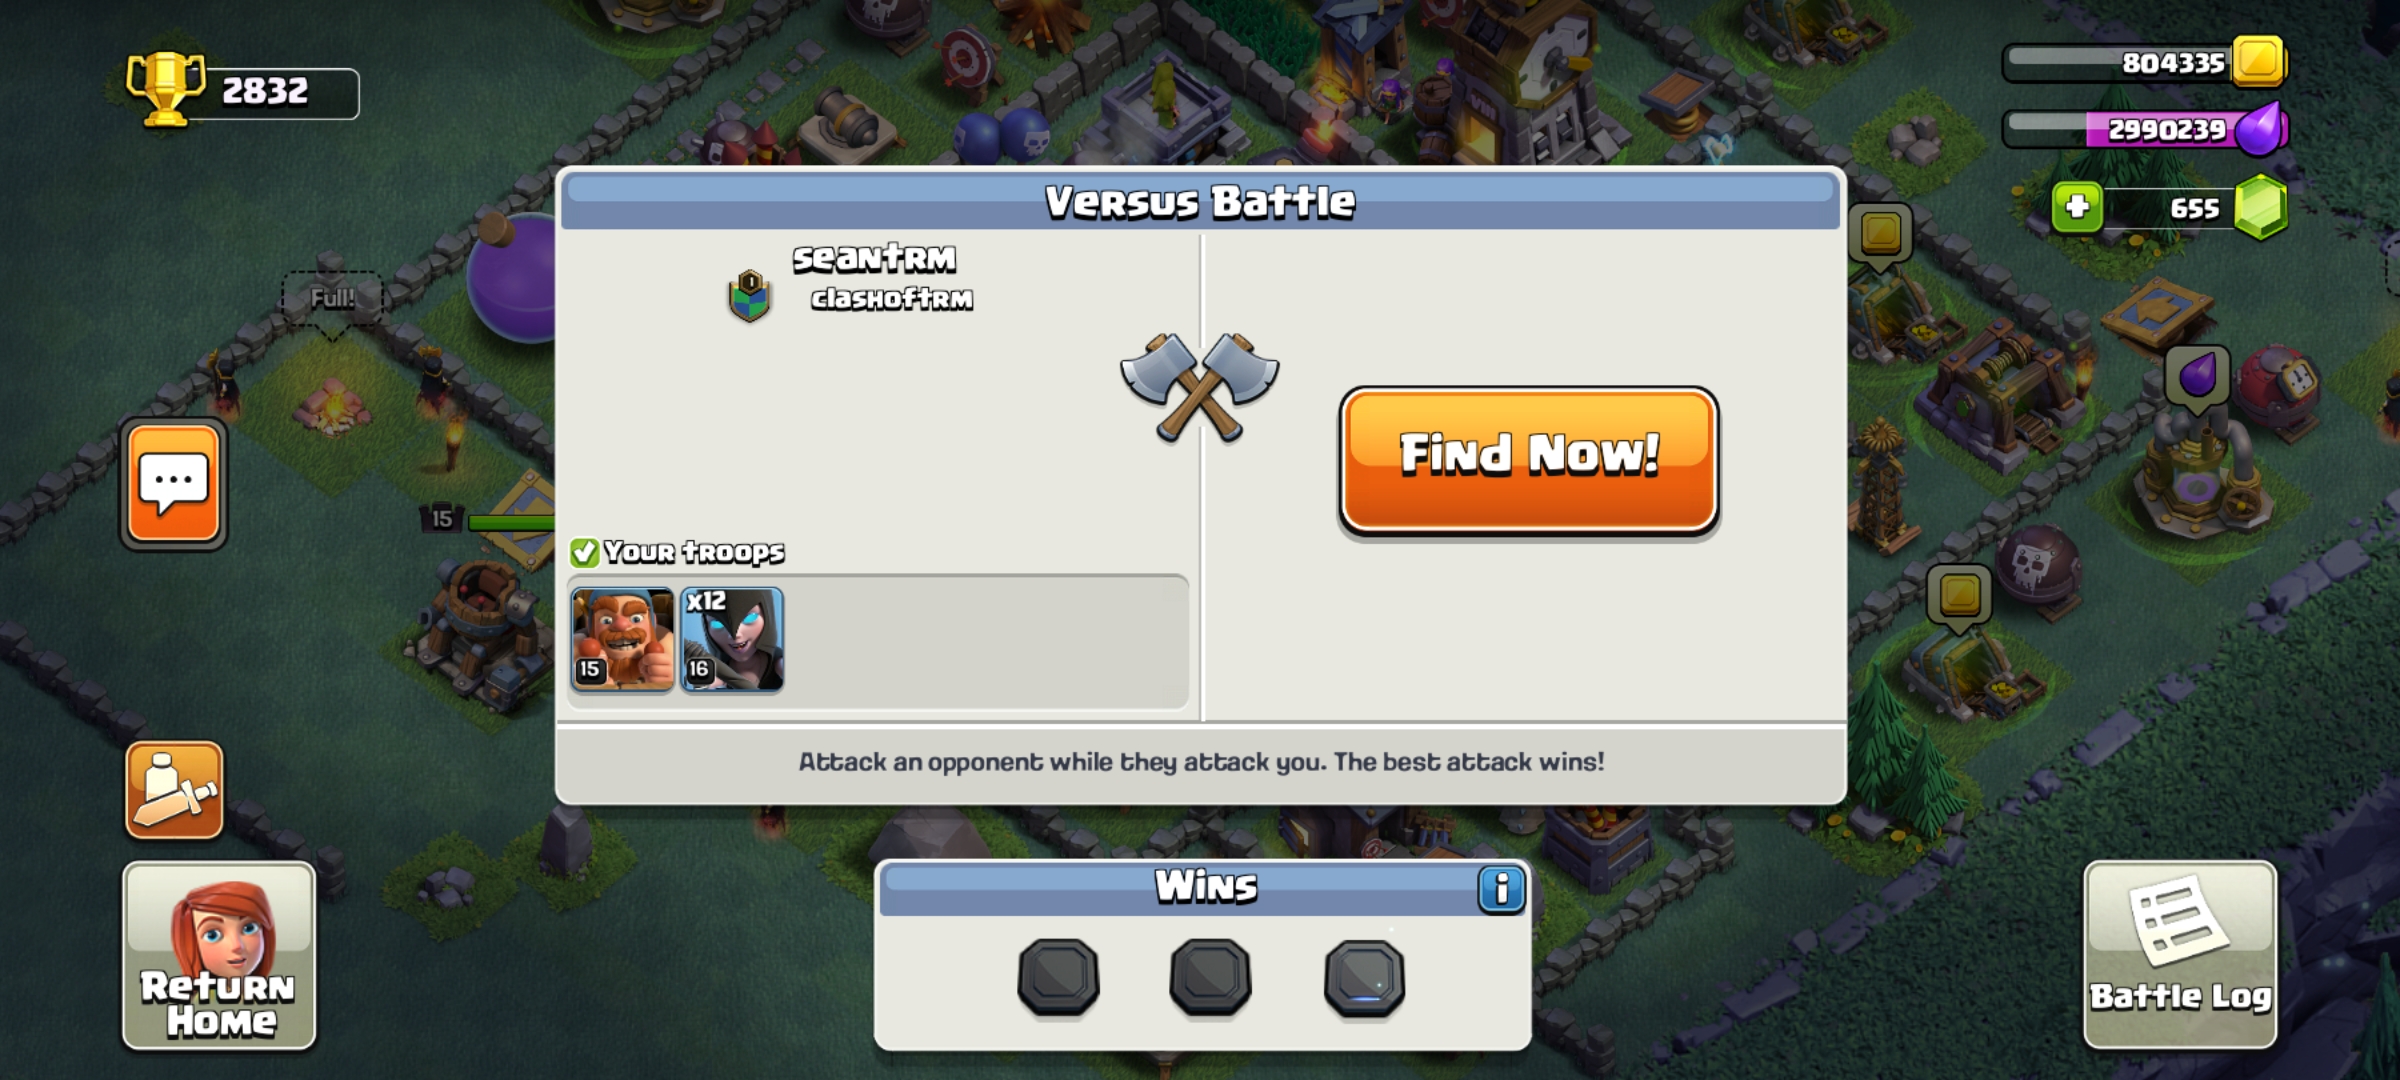 2832
804335
2990239
655
Versus Battle
seantrm
clashoftrm
1
Full!
Find Now!
15
Your troops
x12
15
16
Attack an opponent while they attack you. The best attack wins!
Wins
i
Return
Home
Battle Log